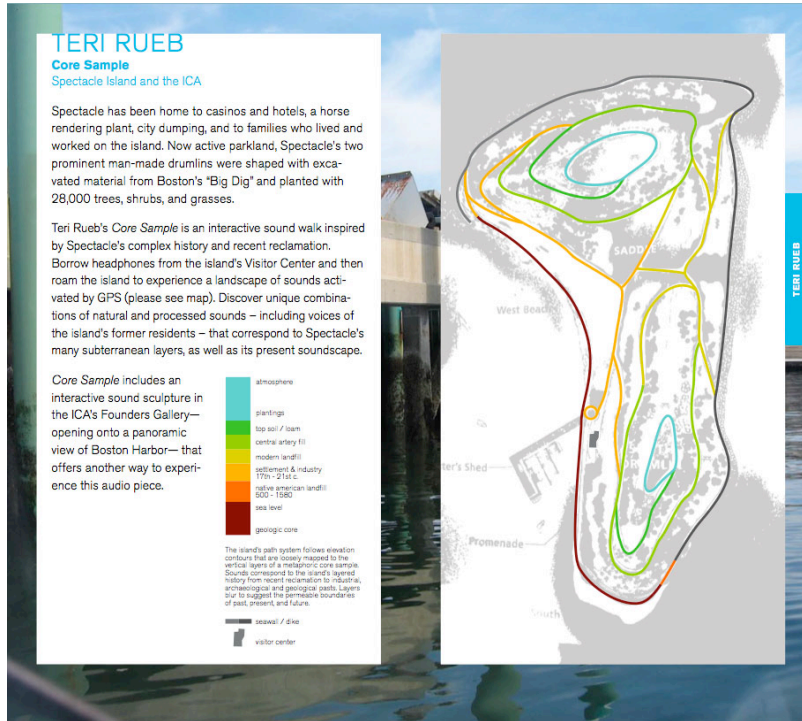 TERI RUEB
Core Sample
Spectacle Island and the ICA
Spectacle has been home to casinos and hotels, a horse
rendering plant, city dumping, and to families who lived and
worked on the island. Now active parkland, Spectacle's two
prominent man-made drumlins were shaped with exca-
vated material from Boston's "Big Dig" and planted with
28,000 trees, shrubs, and grasses.
Teri Rueb's Core Sample is an interactive sound walk inspired
by Spectacle's complex history and recent reclamation.
Borrow headphones from the island's Visitor Center and then
roam the island to experience a landscape of sounds acti-
vated by GPS (please see map). Discover unique combina-
tions of natural and processed sounds – including voices of
the island's former residents – that correspond to Spectacle's
many subterranean layers, as well as its present soundscape.
Core Sample includes an
interactive sound sculpture in
the ICA's Founders Gallery—
opening onto a panoramic
view of Boston Harbor— that
offers another way to experi-
ence this audio piece.
atmosphere
plantings
top soil / loam
central artery fill
modern landfill
settlement & industry
17th - 21st c.
native american landfill
500 - 1580
sea level
geologic core
The island's path system follows elevation
contours that are loosely mapped to the
vertical layers of a metaphoric core sample.
Sounds correspond to the island's layered
history from recent reclamation to industrial,
archaeological and geological pasts. Layers
blur to suggest the permeable boundaries
of past, present, and future.
seawall / dike
visitor center
SADDLE
West Beach
ter's Shed
Promenade
South
TERI RUEB